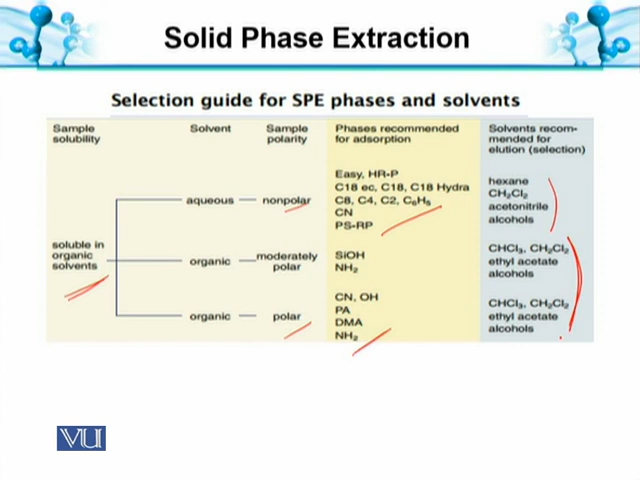 Solid Phase Extraction
Selection guide for SPE phases and solvents
Sample solubility
Solvent
Sample polarity
Phases recommended for adsorption
Solvents recom-
mended for
elution (selection)
soluble in
organic
solvents
aqueous
nonpolar
Easy, HR-P
C18 ec, C18, C18 Hydra
C8, C4, C2, C₆H₅
CN
PS-RP
hexane
CH₂Cl₂
acetonitrile
alcohols
organic
moderately
polar
SiOH
NH₂
CHCl₃, CH₂Cl₂
ethyl acetate
alcohols
organic
polar
CN, OH
PA
DMA
NH₂
CHCl₃, CH₂Cl₂
ethyl acetate
alcohols
VU